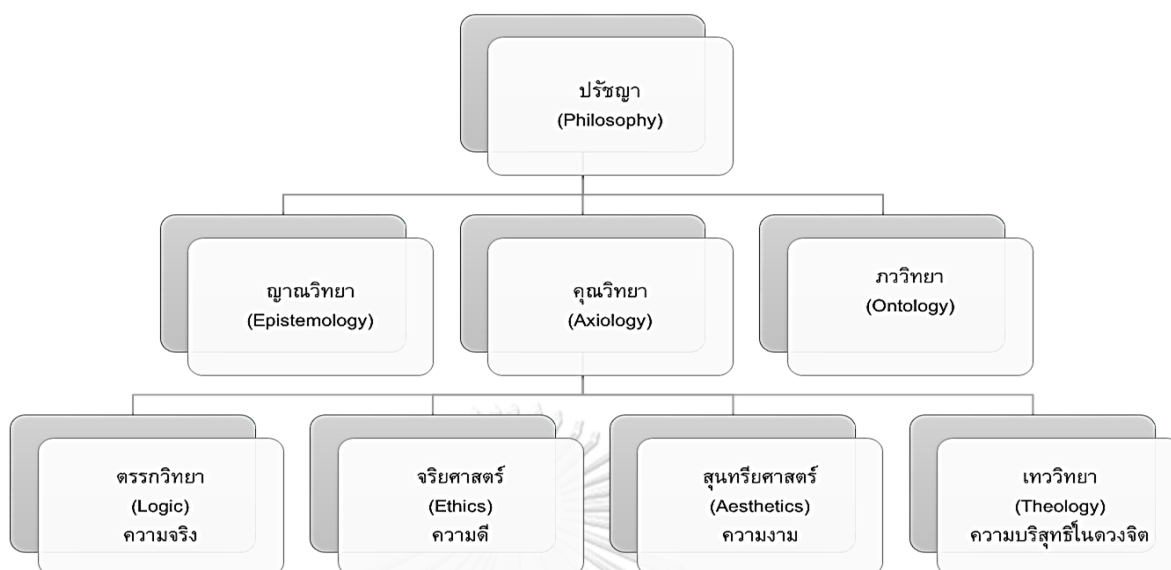 ปรัชญา
(Philosophy)
ญาณวิทยา
(Epistemology)
คุณวิทยา
(Axiology)
ภววิทยา
(Ontology)
ตรรกวิทยา
(Logic)
ความจริง
จริยศาสตร์
(Ethics)
ความดี
สุนทรียศาสตร์
(Aesthetics)
ความงาม
เทววิทยา
(Theology)
ความบริสุทธิ์ในดวงจิต